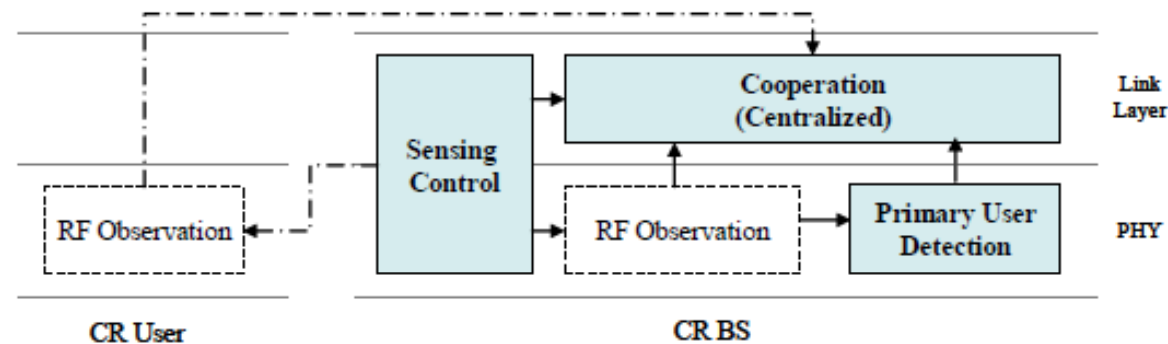 Cooperation
(Centralized)
Link
Layer
Sensing
Control
RF Observation
RF Observation
Primary User
Detection
PHY
CR User
CR BS